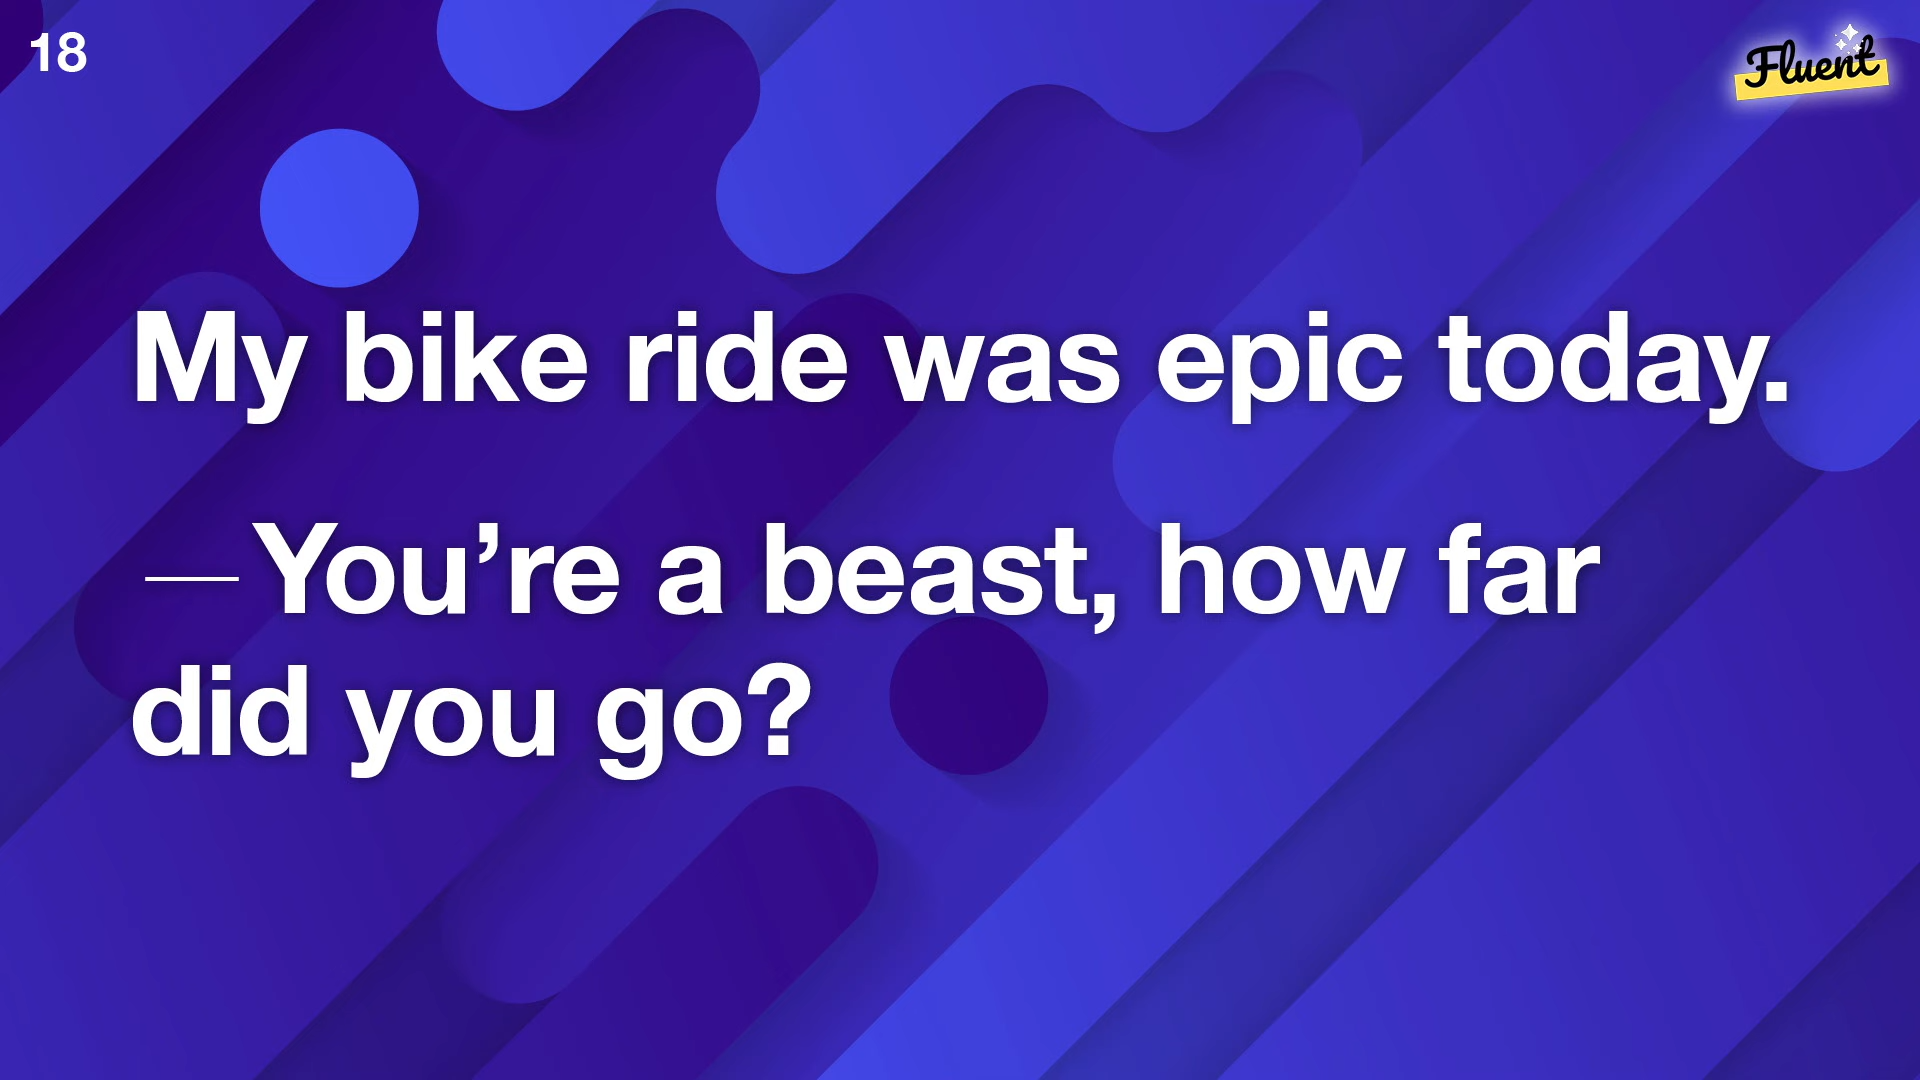 18
Fluent
My bike ride was epic today.
—You’re a beast, how far
did you go?